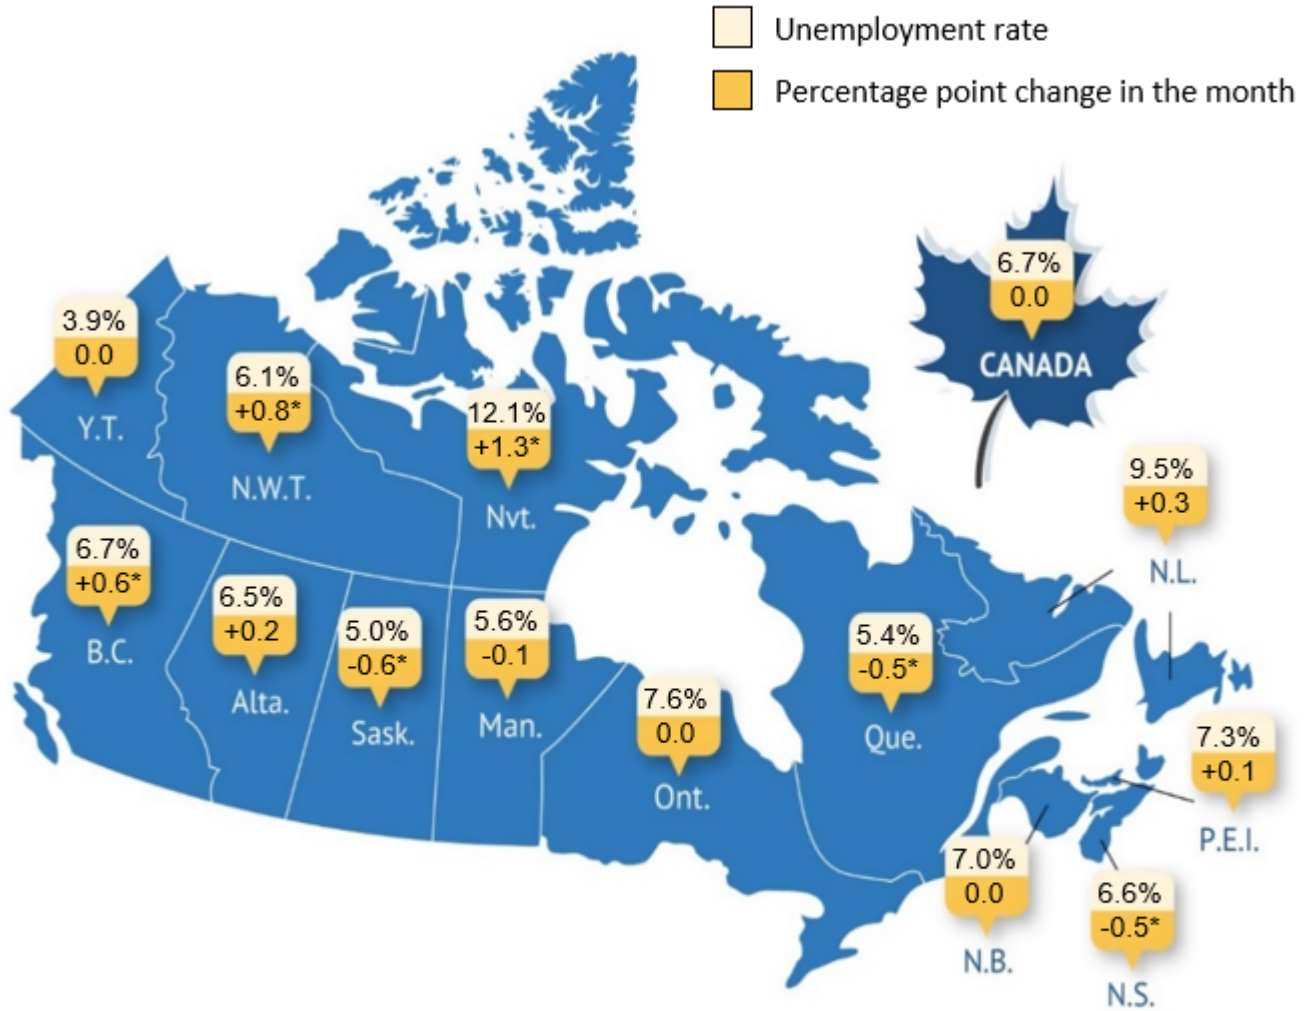 Unemployment rate
Percentage point change in the month
6.7%
0.0
CANADA
3.9%
0.0
Y.T.
6.1%
+0.8*
N.W.T.
12.1%
+1.3*
Nvt.
9.5%
+0.3
N.L.
6.7%
+0.6*
B.C.
6.5%
+0.2
Alta.
5.0%
-0.6*
Sask.
5.6%
-0.1
Man.
7.6%
0.0
Ont.
5.4%
-0.5*
Que.
7.3%
+0.1
P.E.I.
7.0%
0.0
N.B.
6.6%
-0.5*
N.S.